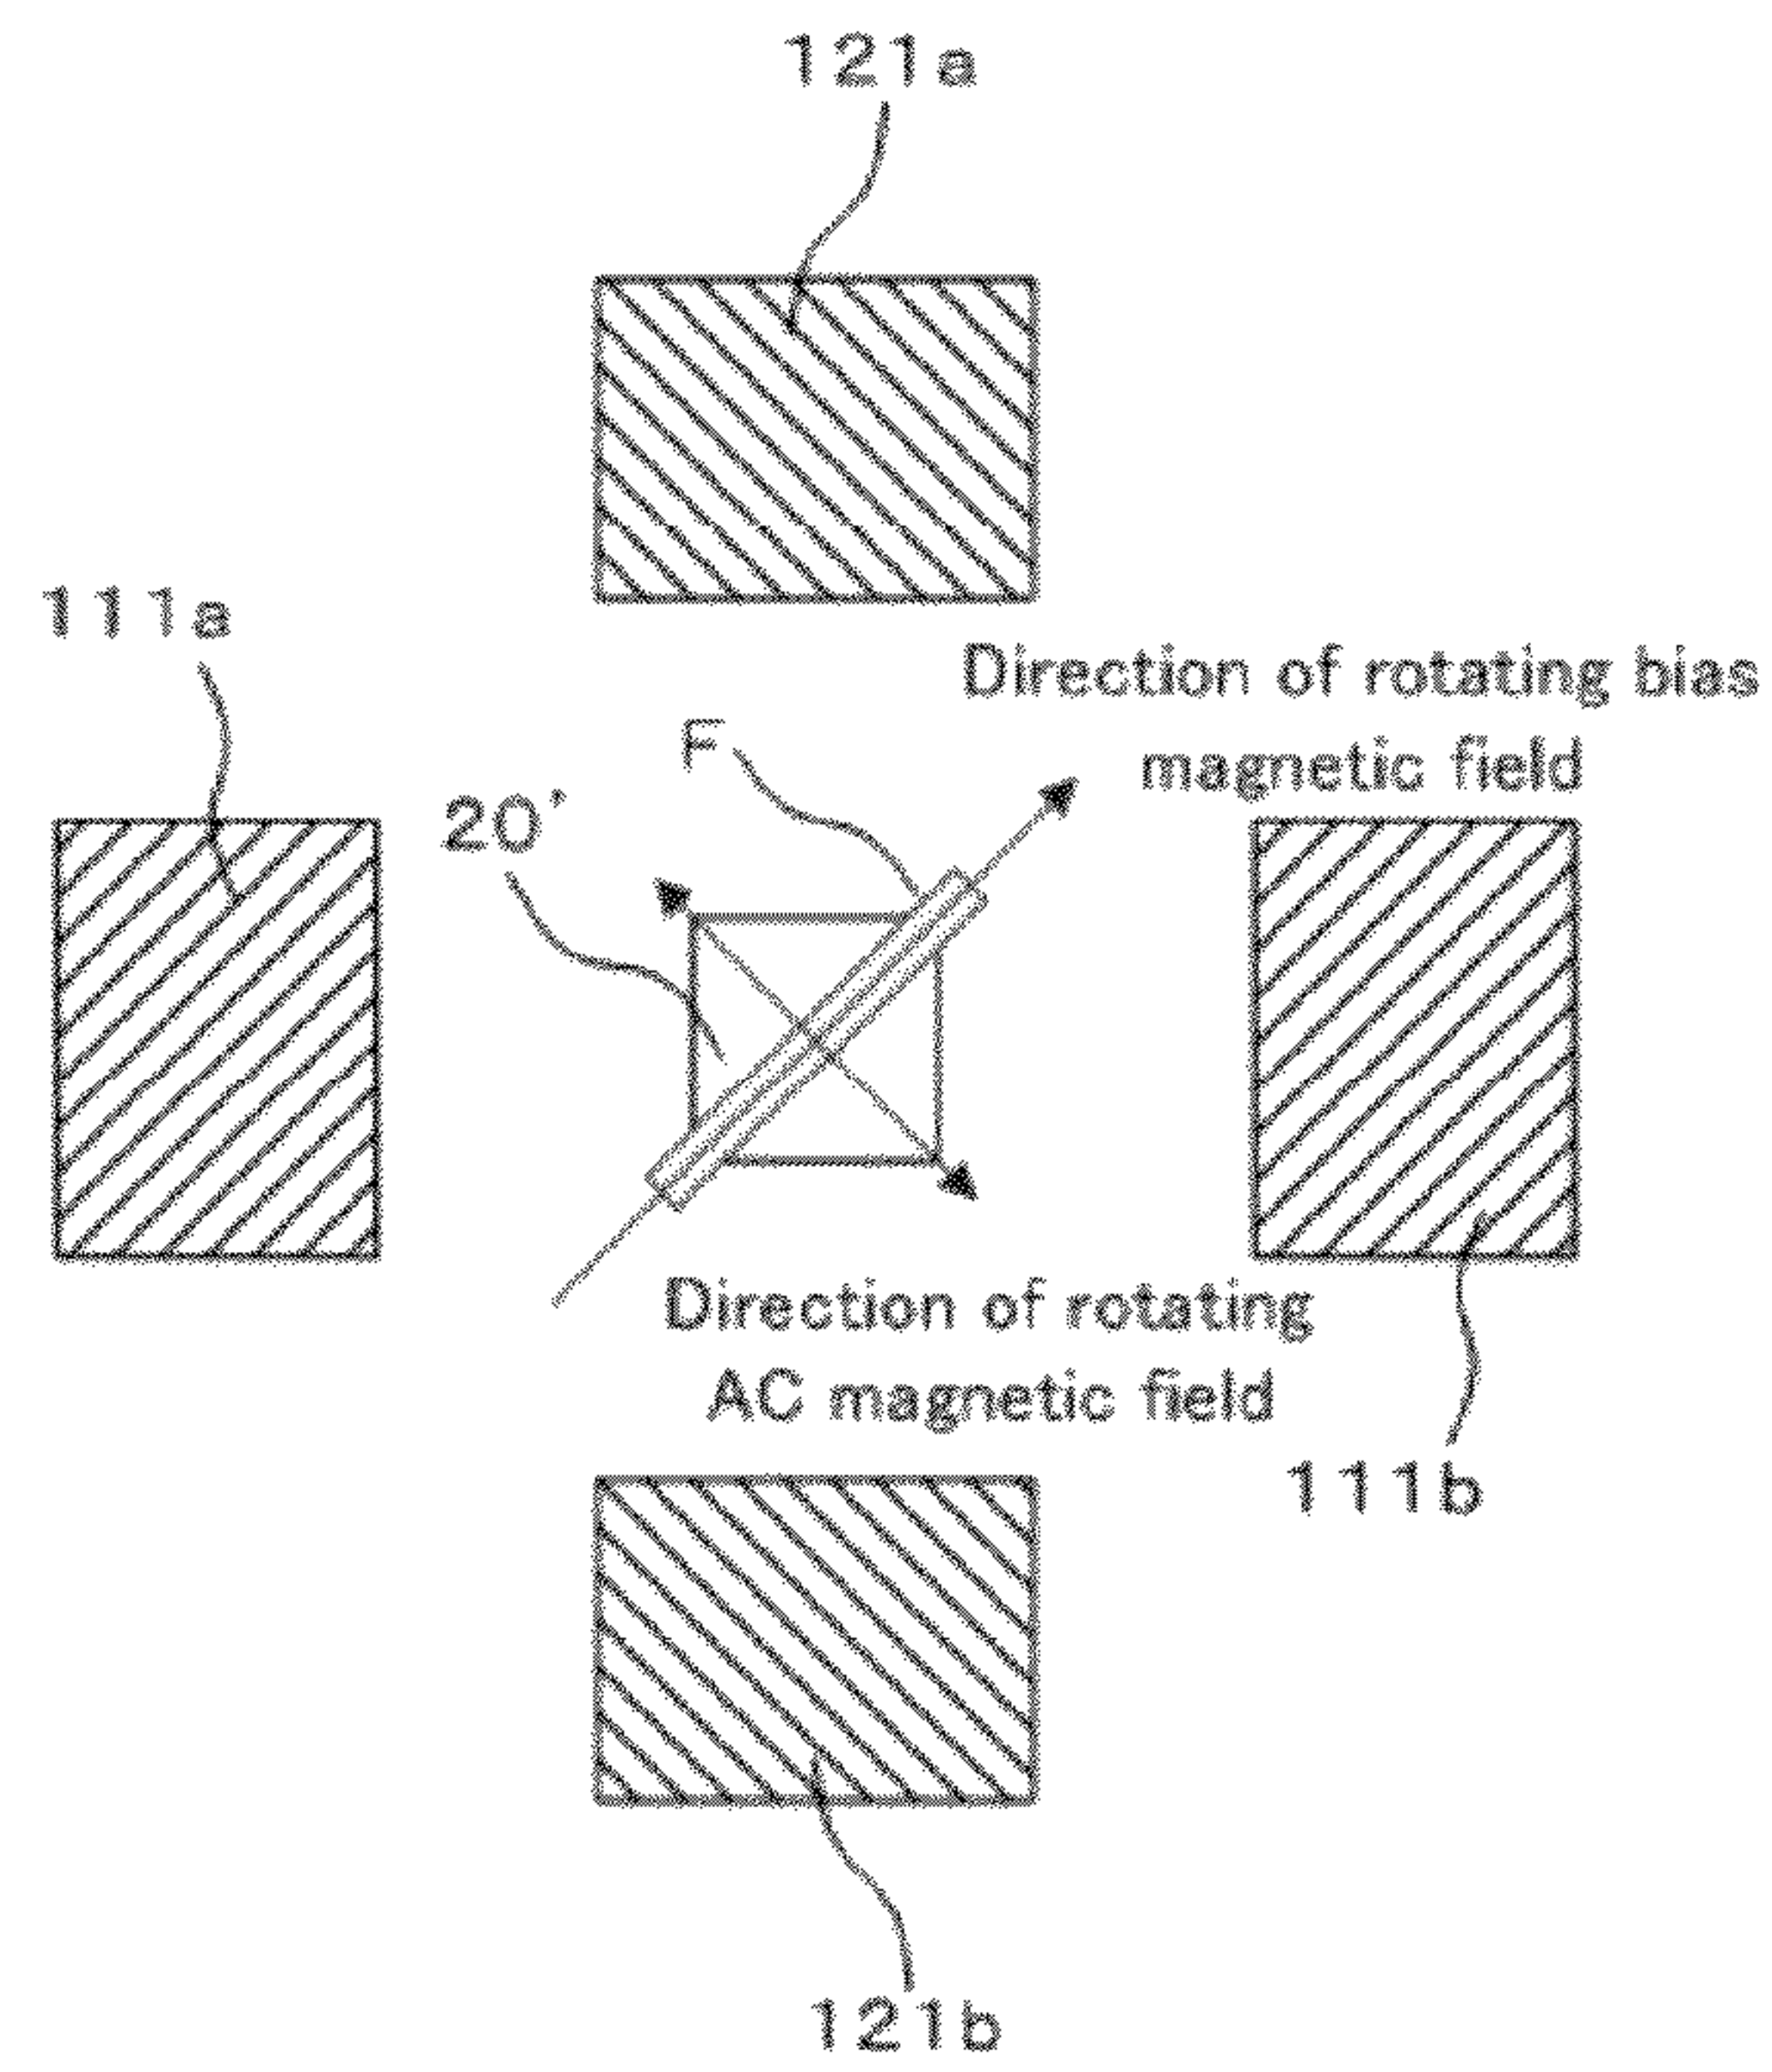 121a
111a
Direction of rotating bias
magnetic field
F
20'
Direction of rotating
AC magnetic field
111b
121b